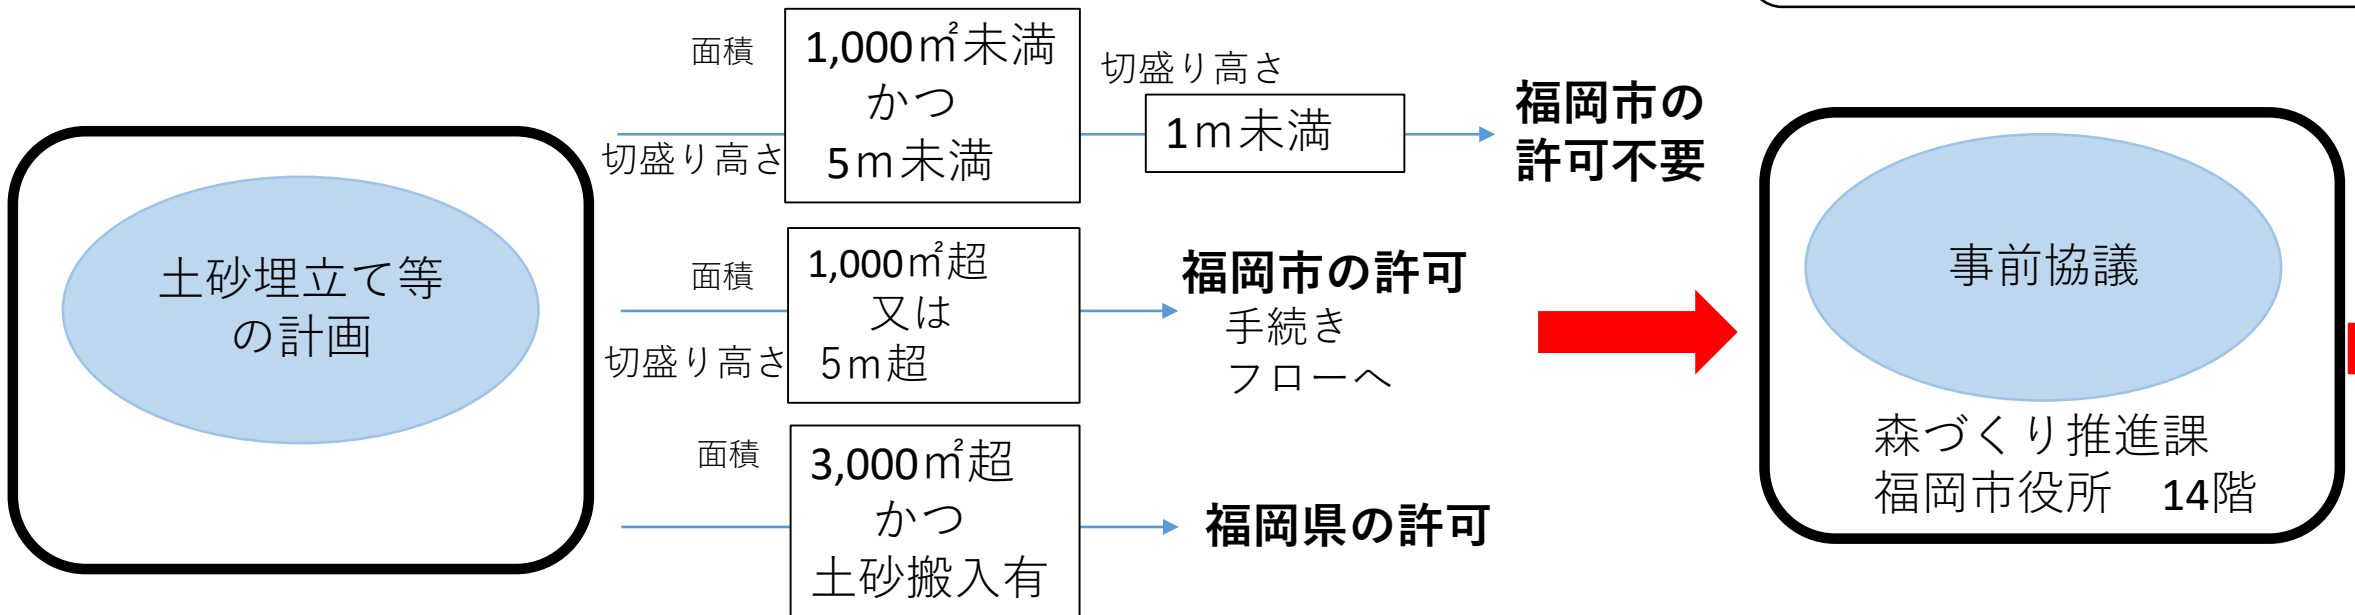 土砂埋立て等
の計画
面積
切盛り高さ
1,000㎡未満
かつ
5ｍ未満
切盛り高さ
1ｍ未満
福岡市の
許可不要
面積
切盛り高さ
1,000㎡超
又は
5ｍ超
福岡市の許可
手続き
フローへ
面積
3,000㎡超
かつ
土砂搬入有
福岡県の許可
事前協議
森づくり推進課
福岡市役所　14階